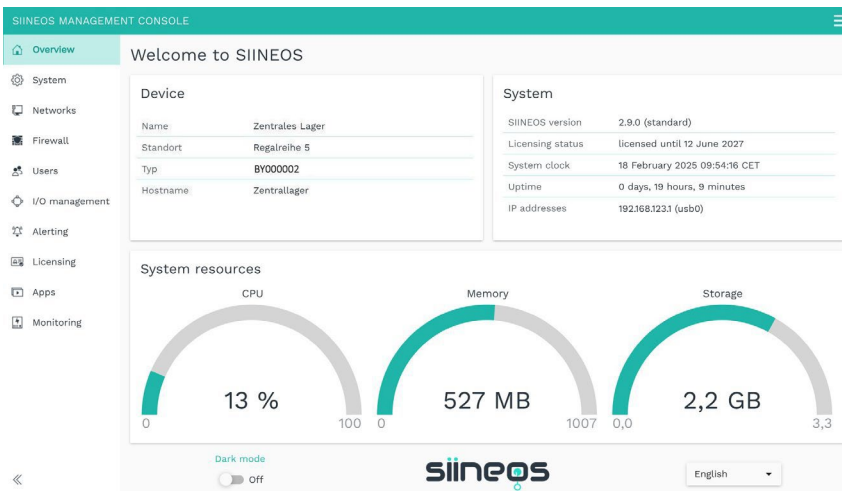 SIINEOS MANAGEMENT CONSOLE
Overview
System
Networks
Firewall
Users
I/O management
Alerting
Licensing
Apps
Monitoring
Welcome to SIINEOS
Device
Name Zentrales Lager
Standort Regalreihe 5
Typ BY000002
Hostname Zentrallager
System
SIINEOS version 2.9.0 (standard)
Licensing status licensed until 12 June 2027
System clock 18 February 2025 09:54:16 CET
Uptime 0 days, 19 hours, 9 minutes
IP addresses 192.168.123.1 (usb0)
System resources
CPU
13 %
0 100
Memory
527 MB
0 1007
Storage
2,2 GB
0,0 3,3
Dark mode
Off
siineos
English